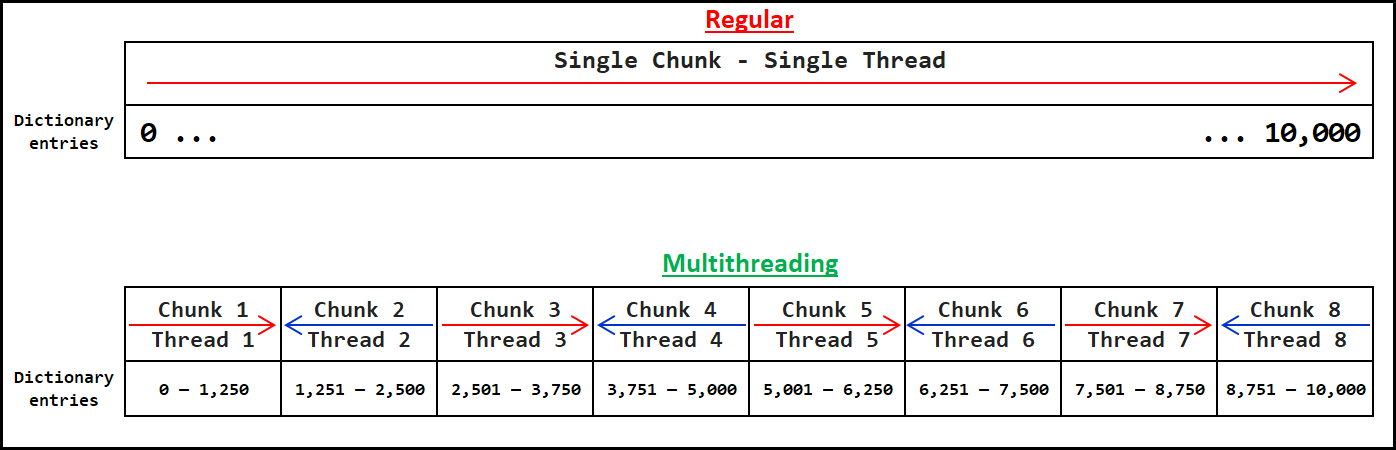 Regular
Single Chunk - Single Thread
Dictionary entries
0 ... ... 10,000
Multithreading
Chunk 1 Chunk 2 Chunk 3 Chunk 4 Chunk 5 Chunk 6 Chunk 7 Chunk 8
Thread 1 Thread 2 Thread 3 Thread 4 Thread 5 Thread 6 Thread 7 Thread 8
Dictionary
entries
0 – 1,250 1,251 – 2,500 2,501 – 3,750 3,751 – 5,000 5,001 – 6,250 6,251 – 7,500 7,501 – 8,750 8,751 – 10,000